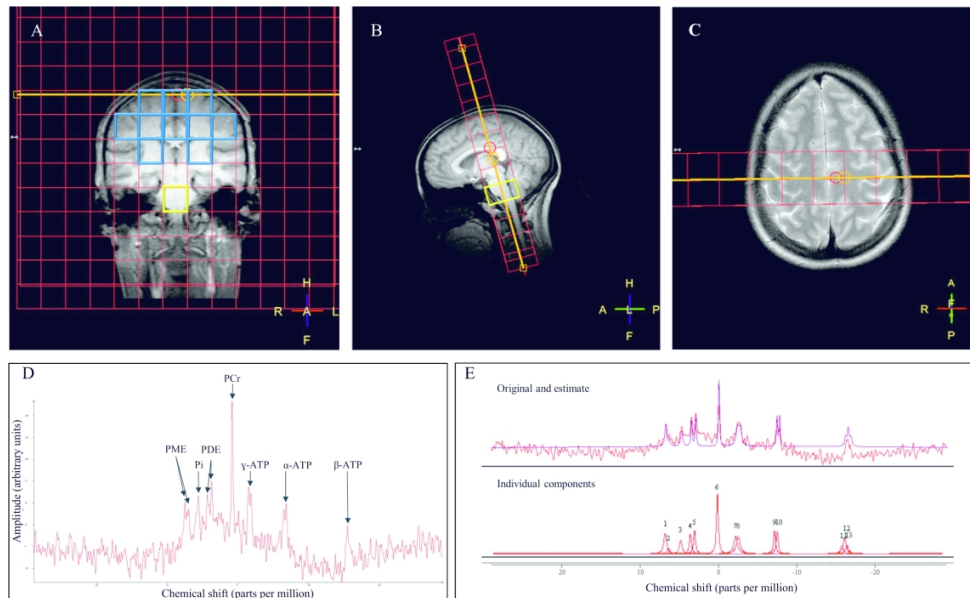 A
H
R A L
F
B
H
A L P
F
C
A
R F
P
D
PCr
PME
PDE
Pi
γ-ATP
α-ATP
β-ATP
Amplitude (arbitrary units)
Chemical shift (parts per million)
E
Original and estimate
Individual components
1
2
3
4
5
6
78
910
12
11
13
20 10 0 -10 -20
Chemical shift (parts per million)